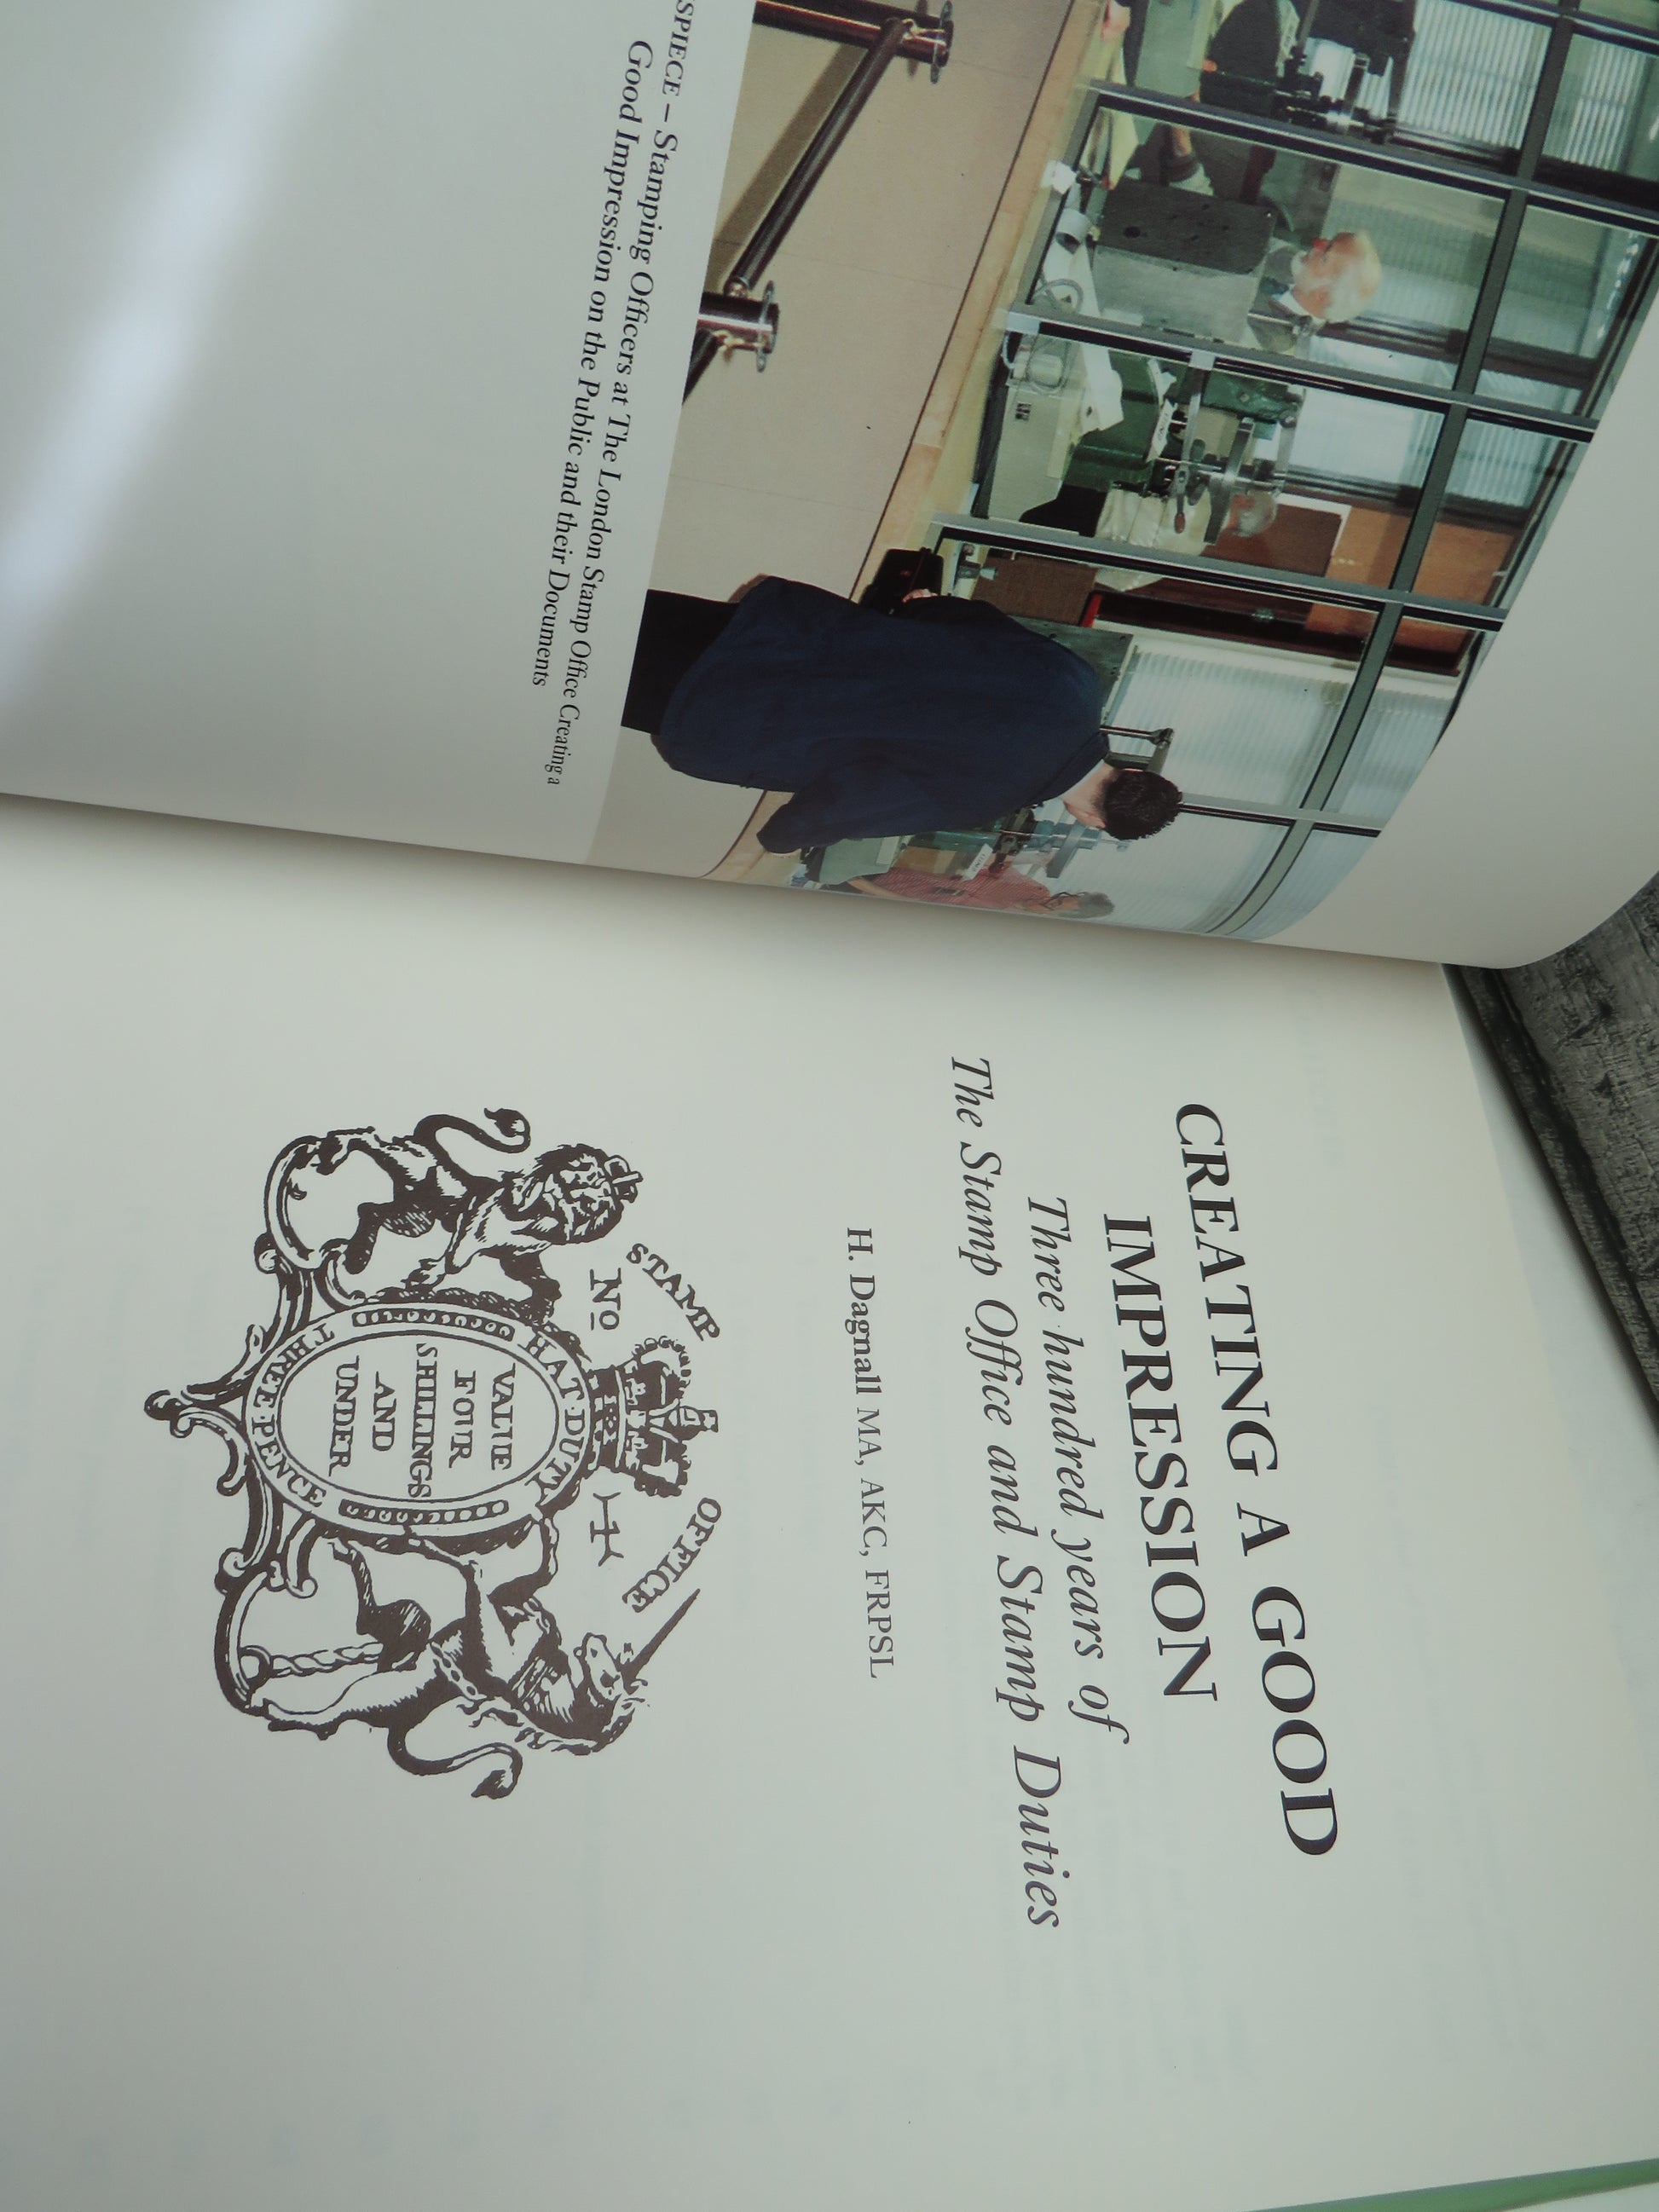 SPIECE – Stamping Officers at The London Stamp Office Creating a
Good Impression on the Public and their Documents
CREATING A GOOD
IMPRESSION
Three hundred years of
The Stamp Office and Stamp Duties
H. Dagnall MA, AKC, FRPSL
STAMP OFFICE
No 1
HAT·DUTY
VALUE
FOUR
SHILLINGS
AND
UNDER
THREE·PENCE